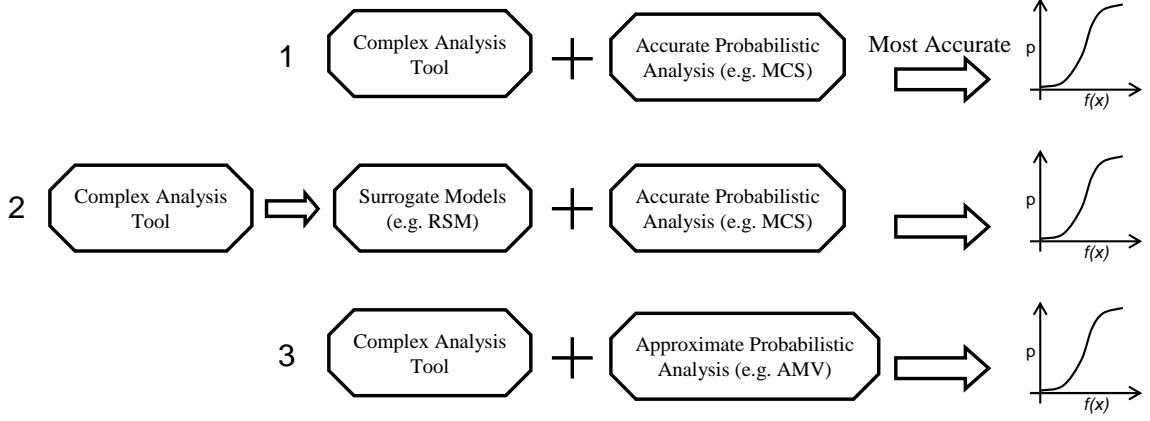 1
Complex Analysis
Tool
Accurate Probabilistic
Analysis (e.g. MCS)
Most Accurate
p
f(x)
2
Complex Analysis
Tool
Surrogate Models
(e.g. RSM)
Accurate Probabilistic
Analysis (e.g. MCS)
p
f(x)
3
Complex Analysis
Tool
Approximate Probabilistic
Analysis (e.g. AMV)
p
f(x)